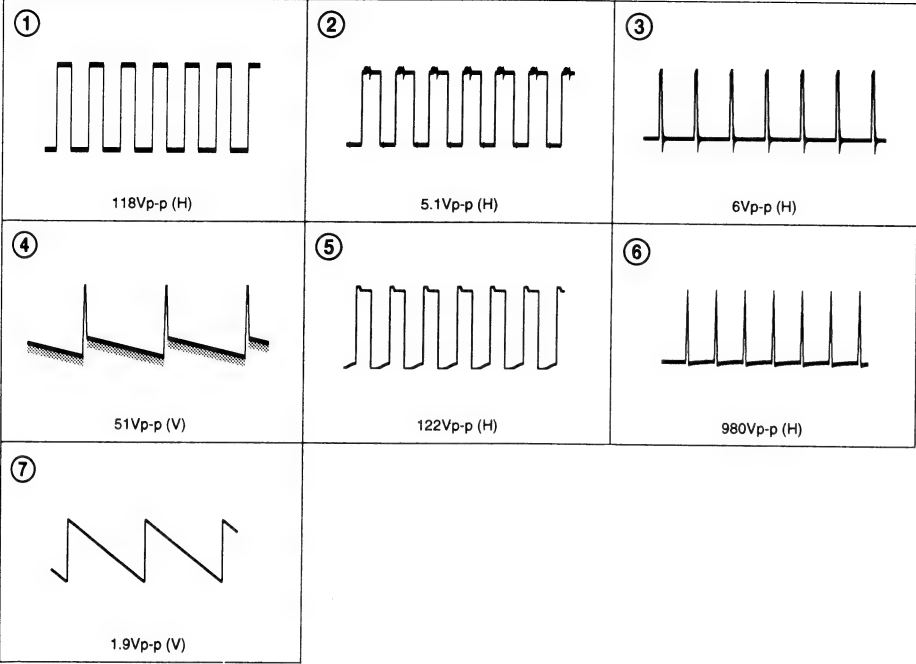 ①
②
③
118Vp-p (H)
5.1Vp-p (H)
6Vp-p (H)
④
⑤
⑥
51Vp-p (V)
122Vp-p (H)
980Vp-p (H)
⑦
1.9Vp-p (V)